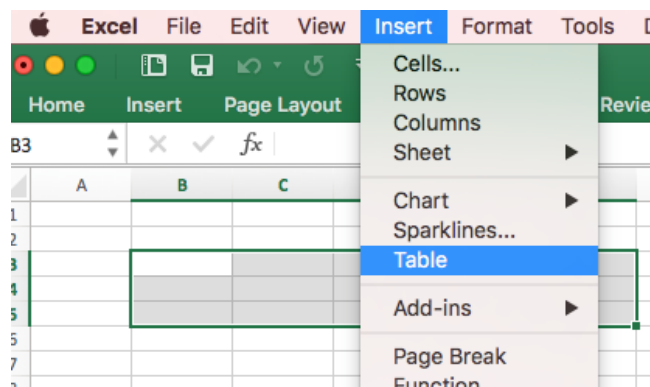 Excel File Edit View Insert Format Tools
Home Insert Page Layout
B3 fx
A B C
Cells...
Rows
Columns
Sheet
Chart
Sparklines...
Table
Add-ins
Page Break
Function
1
2
3
4
5
6
7